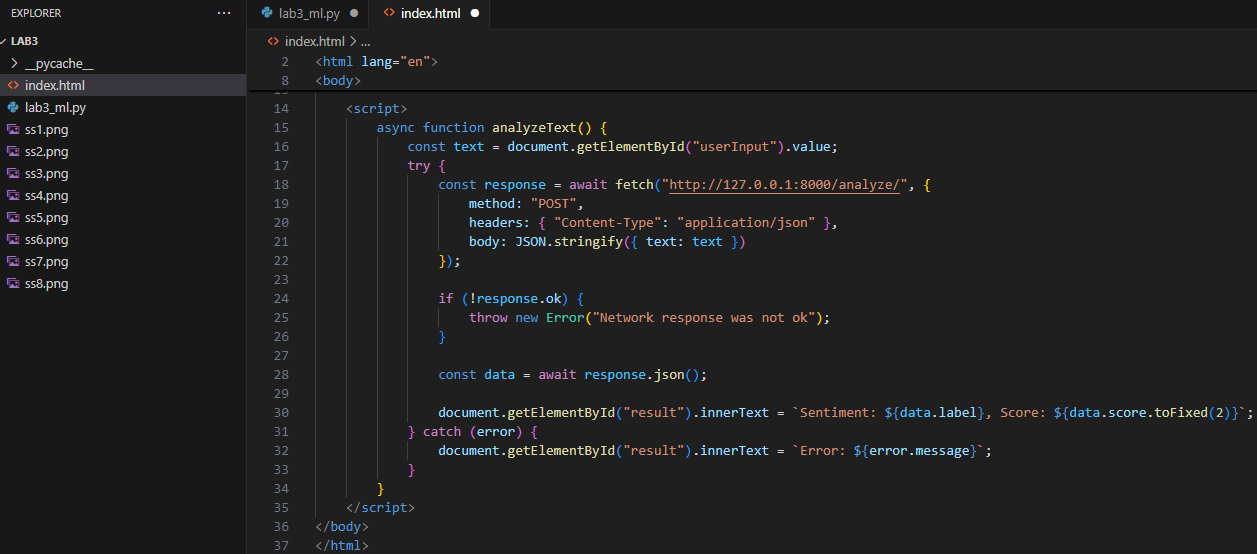 EXPLORER ...
LAB3
__pycache__
index.html
lab3_ml.py
ss1.png
ss2.png
ss3.png
ss4.png
ss5.png
ss6.png
ss7.png
ss8.png
lab3_ml.py ● index.html ●
index.html > ...
2 <html lang="en">
8 <body>
14 <script>
15 async function analyzeText() {
16 const text = document.getElementById("userInput").value;
17 try {
18 const response = await fetch("http://127.0.0.1:8000/analyze/", {
19 method: "POST",
20 headers: { "Content-Type": "application/json" },
21 body: JSON.stringify({ text: text })
22 });
23
24 if (!response.ok) {
25 throw new Error("Network response was not ok");
26 }
27
28 const data = await response.json();
29
30 document.getElementById("result").innerText = `Sentiment: ${data.label}, Score: ${data.score.toFixed(2)}`;
31 } catch (error) {
32 document.getElementById("result").innerText = `Error: ${error.message}`;
33 }
34 }
35 </script>
36 </body>
37 </html>